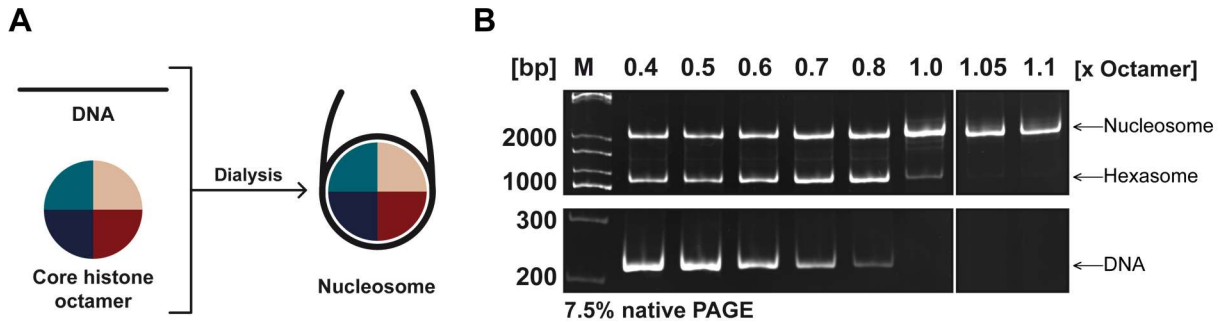 A
DNA
Core histone
octamer
Dialysis
Nucleosome
B
[bp] M 0.4 0.5 0.6 0.7 0.8 1.0 1.05 1.1 [x Octamer]
2000
1000
←Nucleosome
←Hexasome
300
200
←DNA
7.5% native PAGE